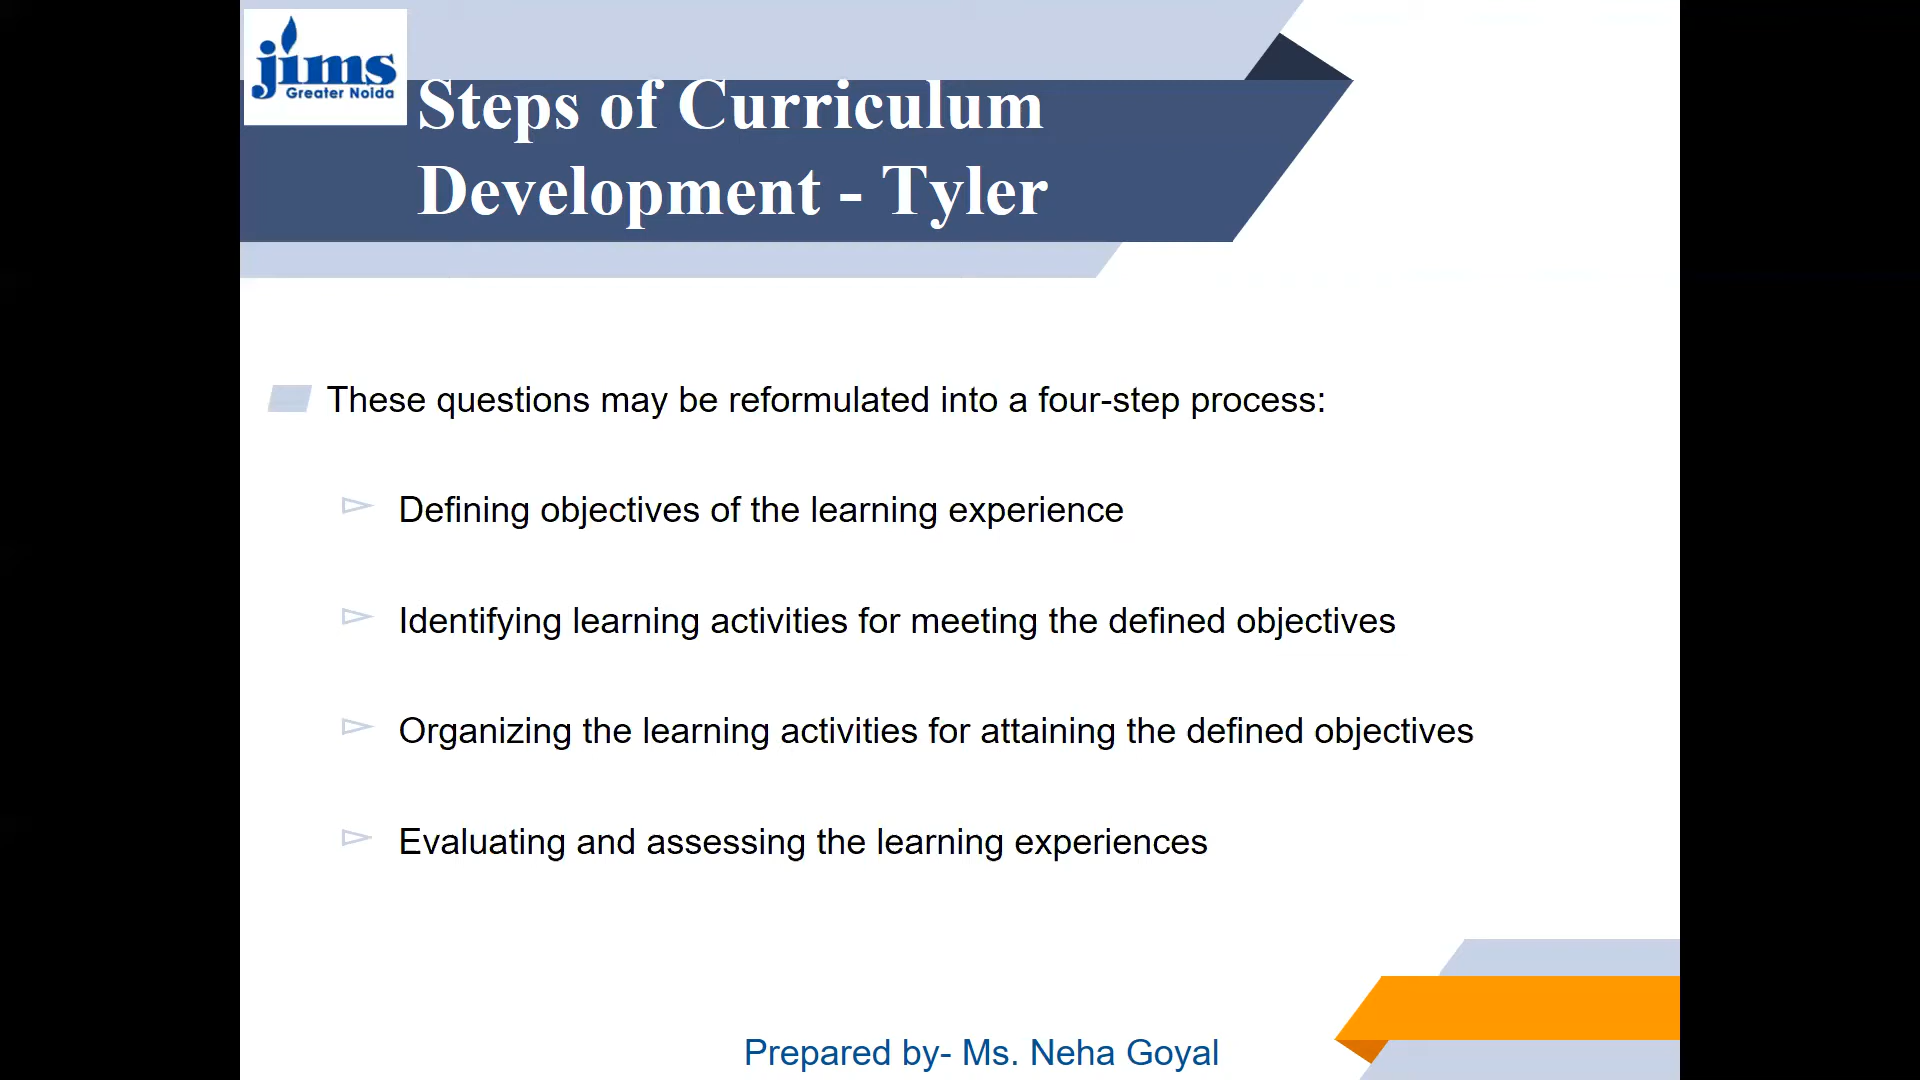 jims
Greater Noida
Steps of Curriculum
Development - Tyler
These questions may be reformulated into a four-step process:
Defining objectives of the learning experience
Identifying learning activities for meeting the defined objectives
Organizing the learning activities for attaining the defined objectives
Evaluating and assessing the learning experiences
Prepared by- Ms. Neha Goyal